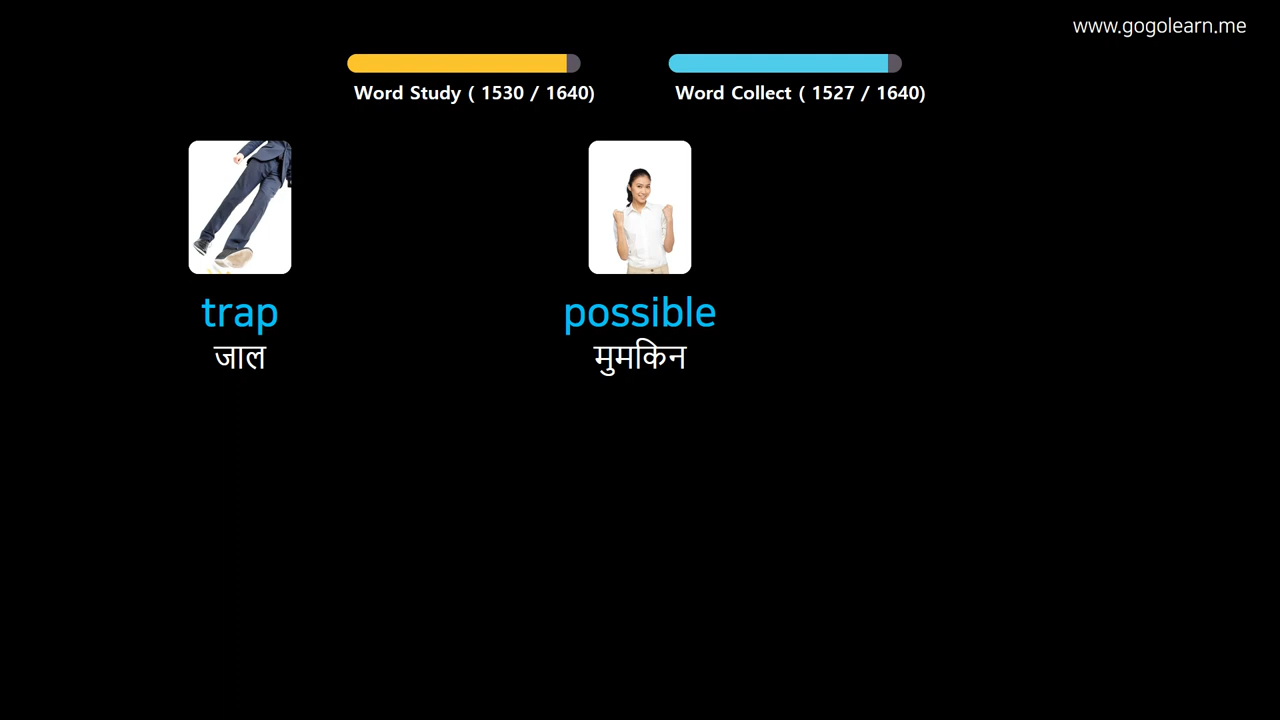 www.gogolearn.me
Word Study ( 1530 / 1640)
Word Collect ( 1527 / 1640)
trap
जाल
possible
मुमकिन